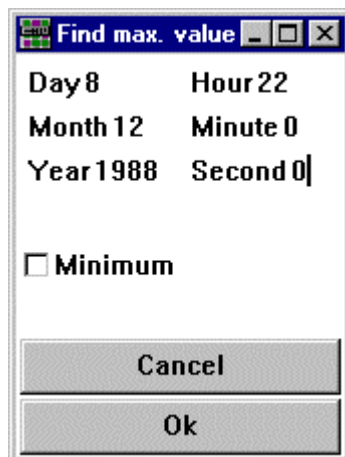 Find max. value
Day 8 Hour 22
Month 12 Minute 0
Year 1988 Second 0
Minimum
Cancel
Ok